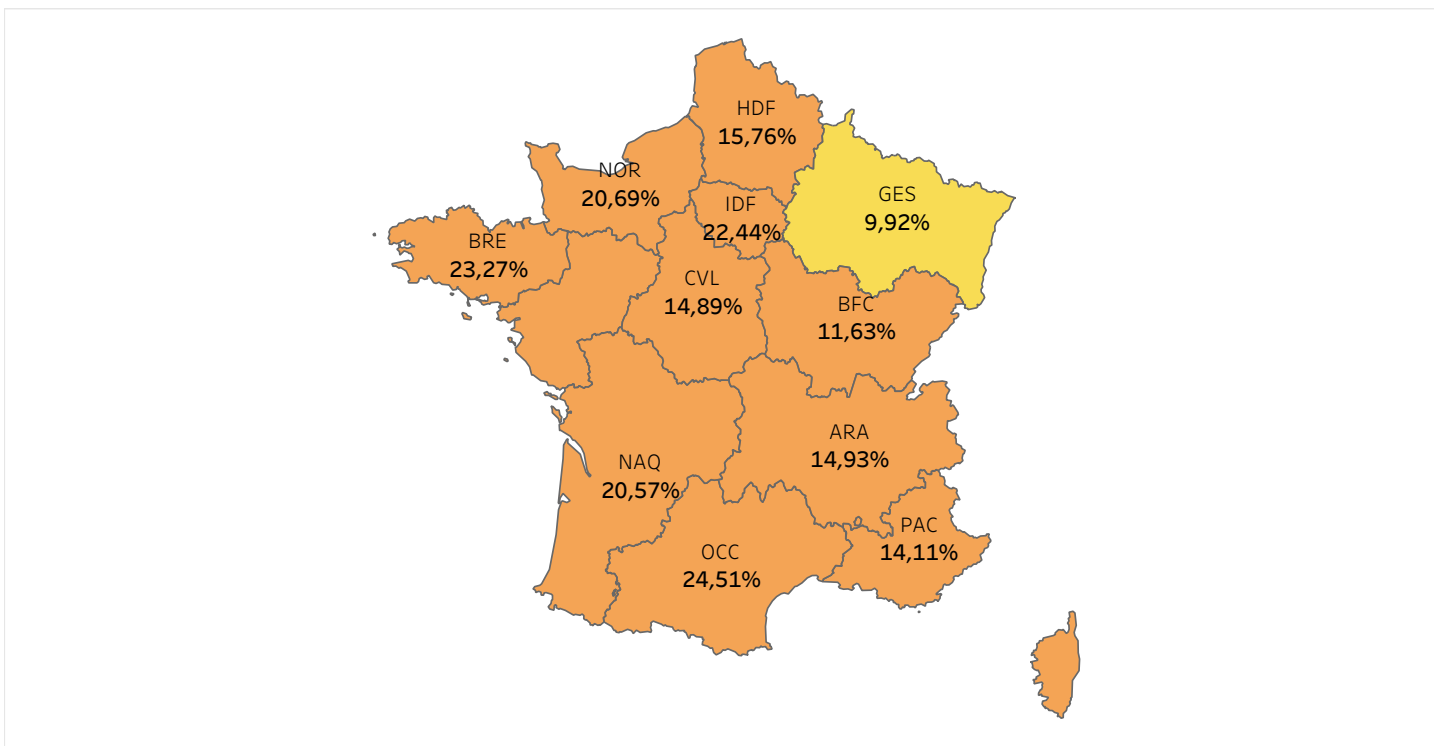 HDF
15,76%
NOR
20,69%
IDF
22,44%
GES
9,92%
BRE
23,27%
CVL
14,89%
BFC
11,63%
ARA
14,93%
NAQ
20,57%
PAC
14,11%
OCC
24,51%